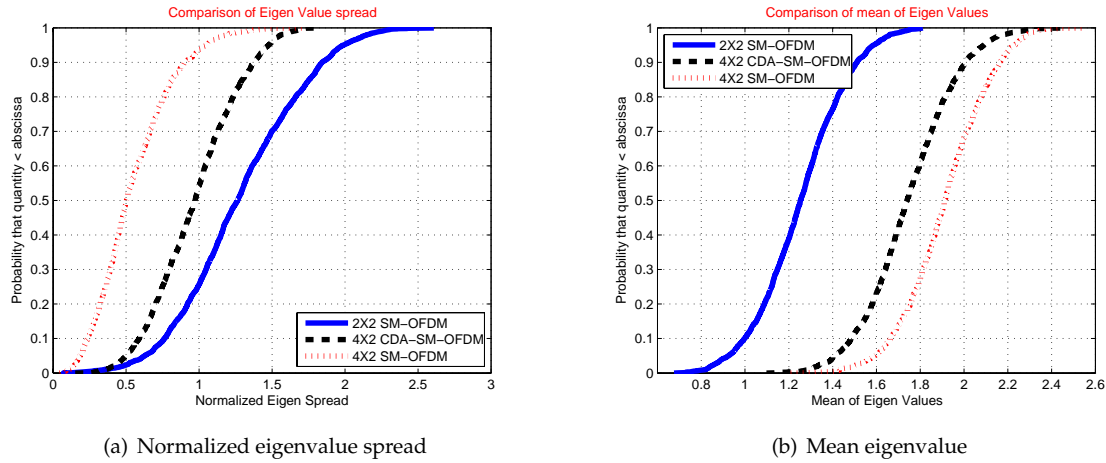 Comparison of Eigen Value spread
1
0.9
0.8
0.7
0.6
0.5
0.4
0.3
0.2
0.1
0
Probability that quantity < abscissa
2X2 SM−OFDM
4X2 CDA−SM−OFDM
4X2 SM−OFDM
0 0.5 1 1.5 2 2.5 3
Normalized Eigen Spread
(a) Normalized eigenvalue spread
Comparison of mean of Eigen Values
1
0.9
0.8
0.7
0.6
0.5
0.4
0.3
0.2
0.1
0
Probability that quantity < abscissa
2X2 SM−OFDM
4X2 CDA−SM−OFDM
4X2 SM−OFDM
0.8 1 1.2 1.4 1.6 1.8 2 2.2 2.4 2.6
Mean of Eigen Values
(b) Mean eigenvalue